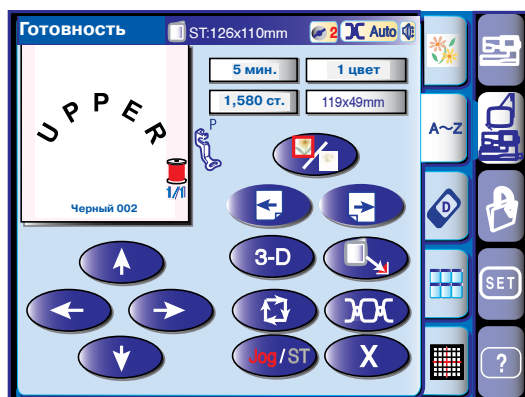 Готовность ST:126x110mm 2 Auto
5 мин. 1 цвет
1,580 ст. 119x49mm
UPPER
P
1/1
Черный 002
A~Z
D
3-D
SET
Jog/ST X
?